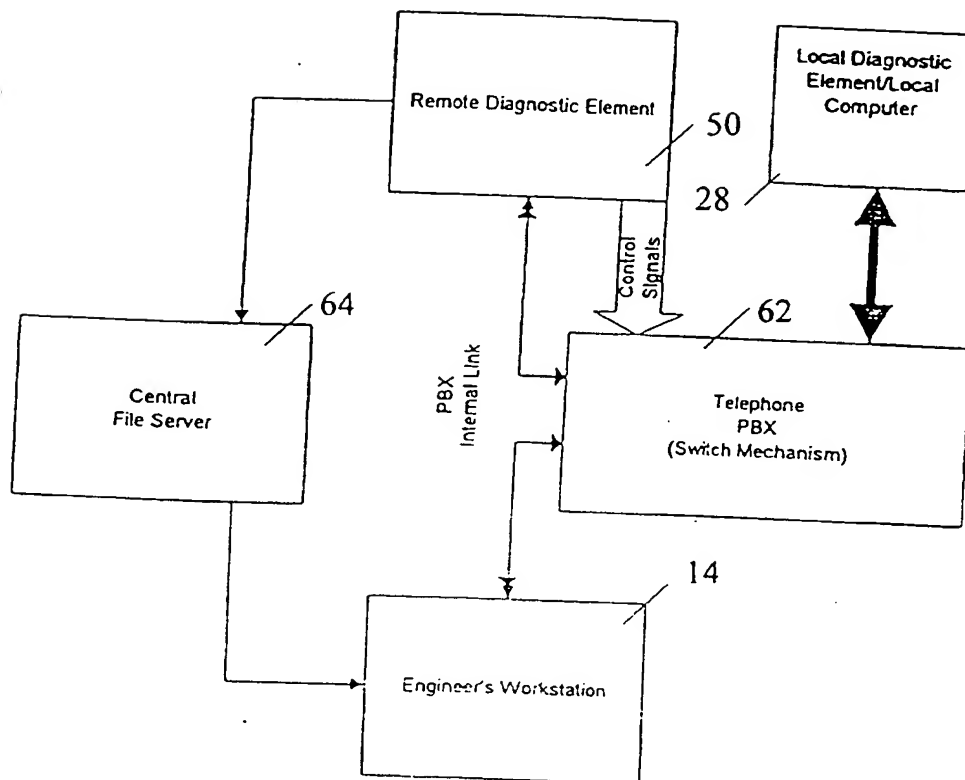 Remote Diagnostic Element
50
Local Diagnostic
Element/Local
Computer
28
Control
Signals
64
62
Central
File Server
PBX
Internal Link
Telephone
PBX
(Switch Mechanism)
14
Engineer's Workstation